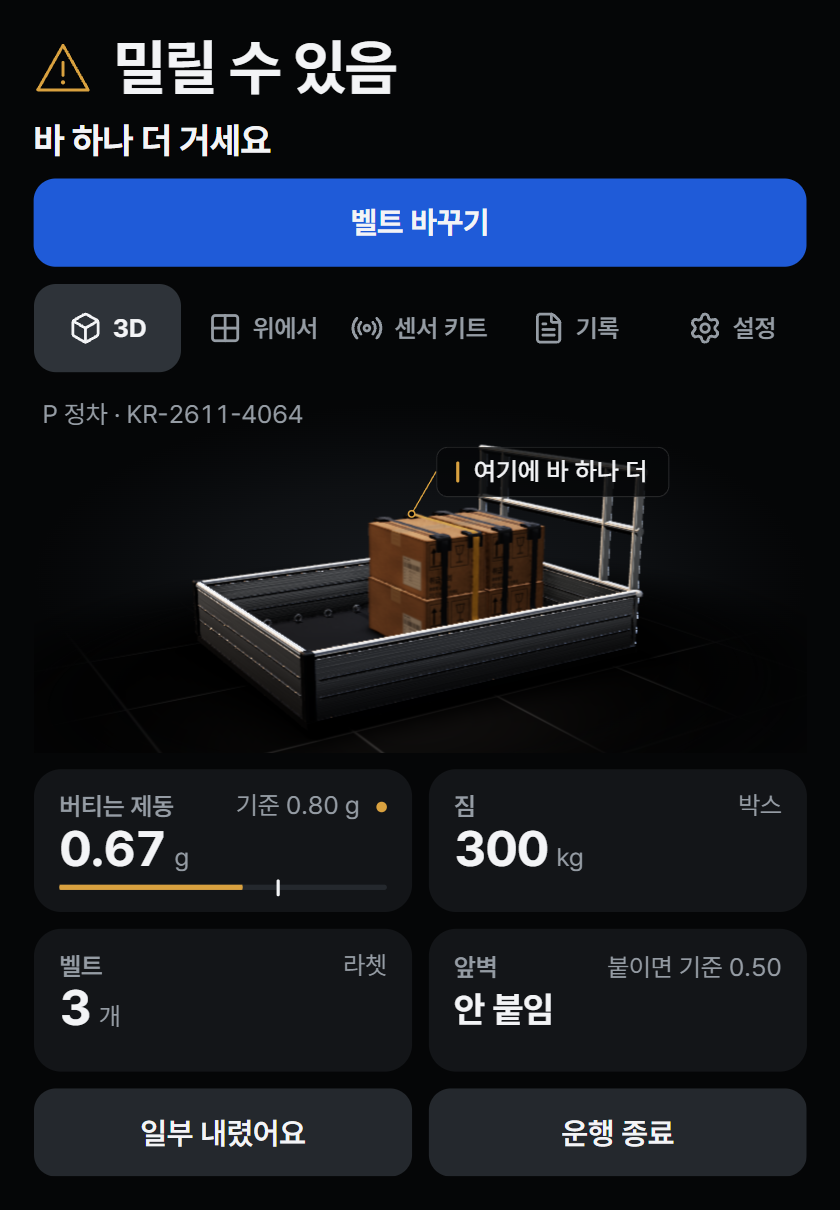 밀릴 수 있음
바 하나 더 거세요
벨트 바꾸기
3D
위에서
센서 키트
기록
설정
P 정차 · KR-2611-4064
여기에 바 하나 더
버티는 제동
기준 0.80 g
0.67 g
짐
박스
300 kg
벨트
라쳇
3 개
앞벽
붙이면 기준 0.50
안 붙임
일부 내렸어요
운행 종료